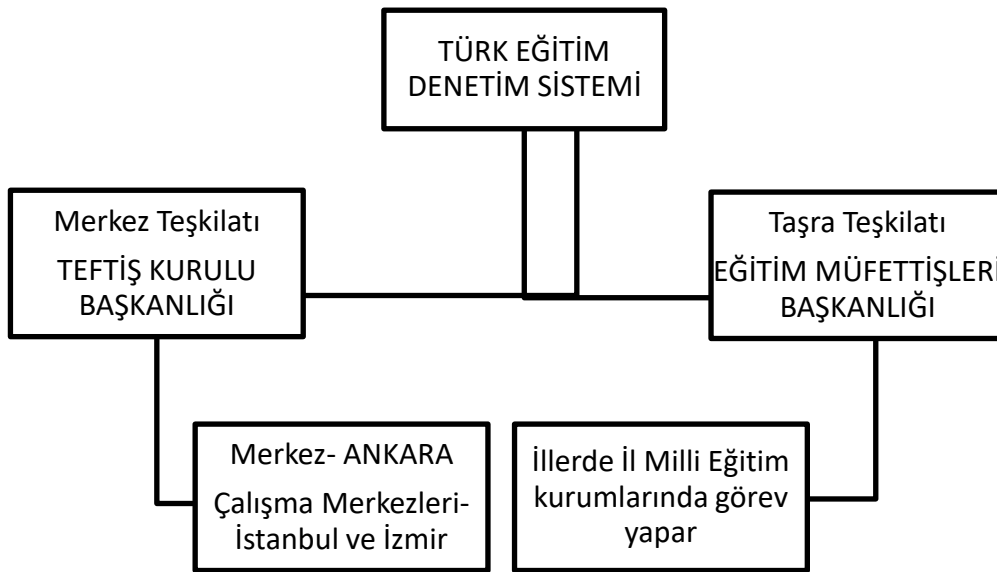 TÜRK EĞİTİM
DENETİM SİSTEMİ
Merkez Teşkilatı
TEFTİŞ KURULU
BAŞKANLIĞI
Taşra Teşkilatı
EĞİTİM MÜFETTİŞLERİ
BAŞKANLIĞI
Merkez- ANKARA
Çalışma Merkezleri-
İstanbul ve İzmir
İllerde İl Milli Eğitim
kurumlarında görev
yapar